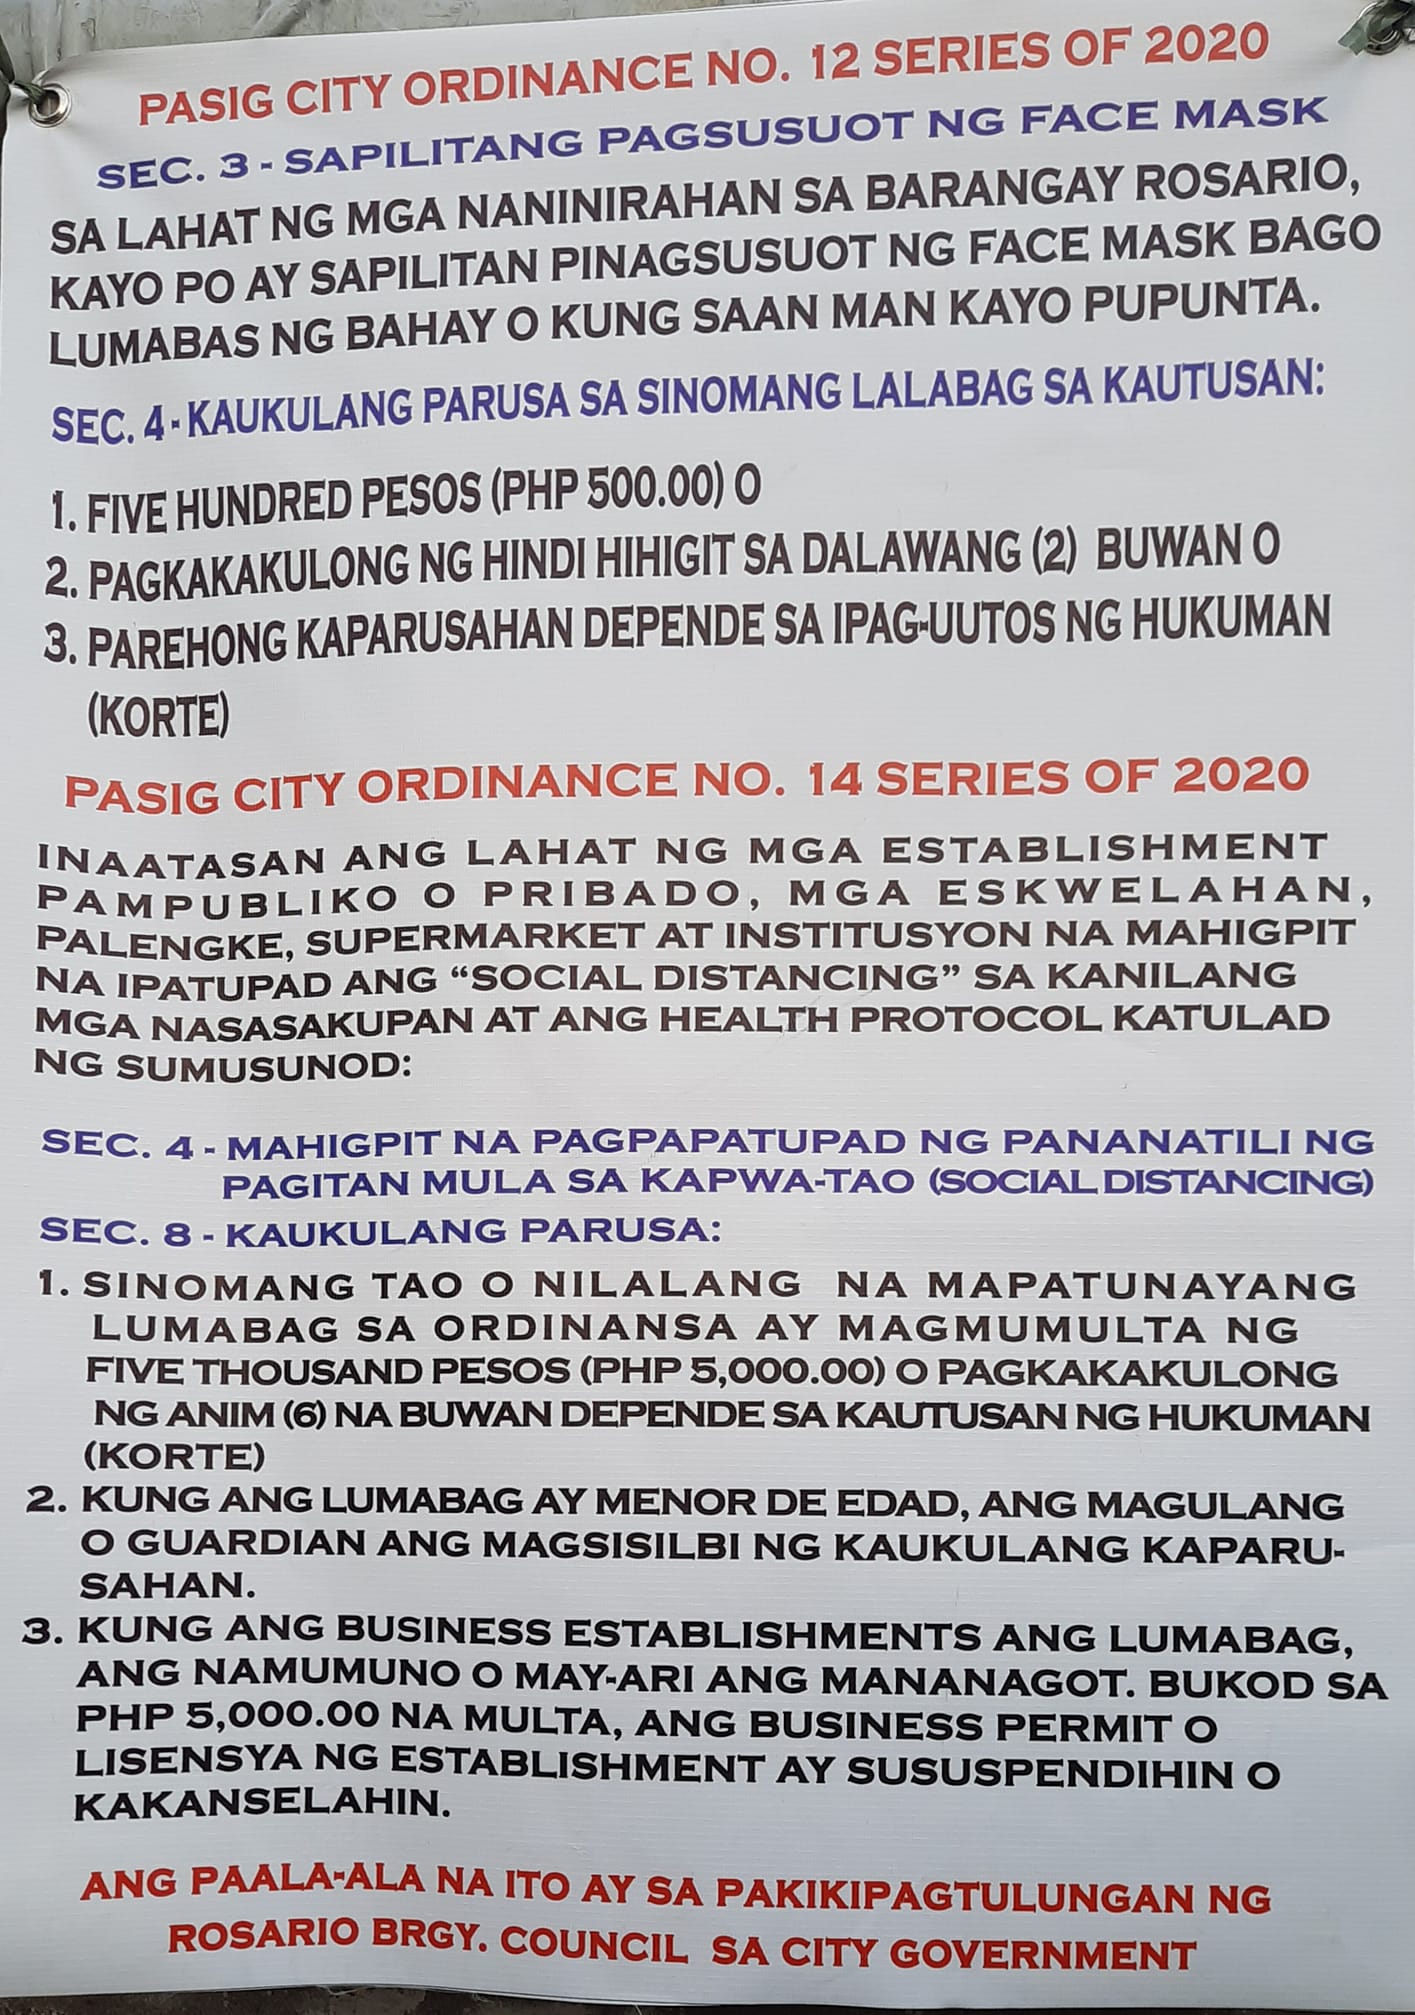 PASIG CITY ORDINANCE NO. 12 SERIES OF 2020
SEC. 3 - SAPILITANG PAGSUSUOT NG FACE MASK
SA LAHAT NG MGA NANINIRAHAN SA BARANGAY ROSARIO,
KAYO PO AY SAPILITAN PINAGSUSUOT NG FACE MASK BAGO
LUMABAS NG BAHAY O KUNG SAAN MAN KAYO PUPUNTA.
SEC. 4 - KAUKULANG PARUSA SA SINOMANG LALABAG SA KAUTUSAN:
1. FIVE HUNDRED PESOS (PHP 500.00) O
2. PAGKAKAKULONG NG HINDI HIHIGIT SA DALAWANG (2) BUWAN O
3. PAREHONG KAPARUSAHAN DEPENDE SA IPAG-UUTOS NG HUKUMAN
(KORTE)
PASIG CITY ORDINANCE NO. 14 SERIES OF 2020
INAATASAN ANG LAHAT NG MGA ESTABLISHMENT
PAMPUBLIKO O PRIBADO, MGA ESKWELAHAN,
PALENGKE, SUPERMARKET AT INSTITUSYON NA MAHIGPIT
NA IPATUPAD ANG “SOCIAL DISTANCING” SA KANILANG
MGA NASASAKUPAN AT ANG HEALTH PROTOCOL KATULAD
NG SUMUSUNOD:
SEC. 4 - MAHIGPIT NA PAGPAPATUPAD NG PANANATILI NG
PAGITAN MULA SA KAPWA-TAO (SOCIAL DISTANCING)
SEC. 8 - KAUKULANG PARUSA:
1. SINOMANG TAO O NILALANG NA MAPATUNAYANG
LUMABAG SA ORDINANSA AY MAGMUMULTA NG
FIVE THOUSAND PESOS (PHP 5,000.00) O PAGKAKAKULONG
NG ANIM (6) NA BUWAN DEPENDE SA KAUTUSAN NG HUKUMAN
(KORTE)
2. KUNG ANG LUMABAG AY MENOR DE EDAD, ANG MAGULANG
O GUARDIAN ANG MAGSISILBI NG KAUKULANG KAPARU-
SAHAN.
3. KUNG ANG BUSINESS ESTABLISHMENTS ANG LUMABAG,
ANG NAMUMUNO O MAY-ARI ANG MANANAGOT. BUKOD SA
PHP 5,000.00 NA MULTA, ANG BUSINESS PERMIT O
LISENSYA NG ESTABLISHMENT AY SUSUSPENDIHIN O
KAKANSELAHIN.
ANG PAALA-ALA NA ITO AY SA PAKIKIPAGTULUNGAN NG
ROSARIO BRGY. COUNCIL SA CITY GOVERNMENT